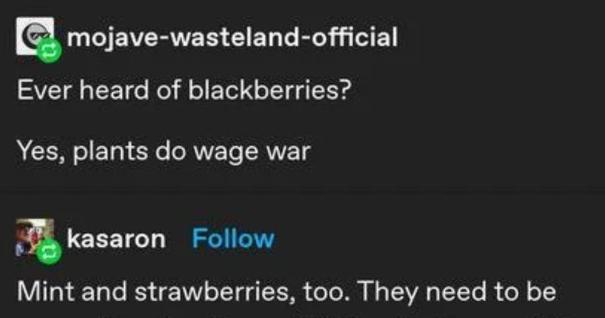 mojave-wasteland-official
Ever heard of blackberries?
Yes, plants do wage war
kasaron Follow
Mint and strawberries, too. They need to be